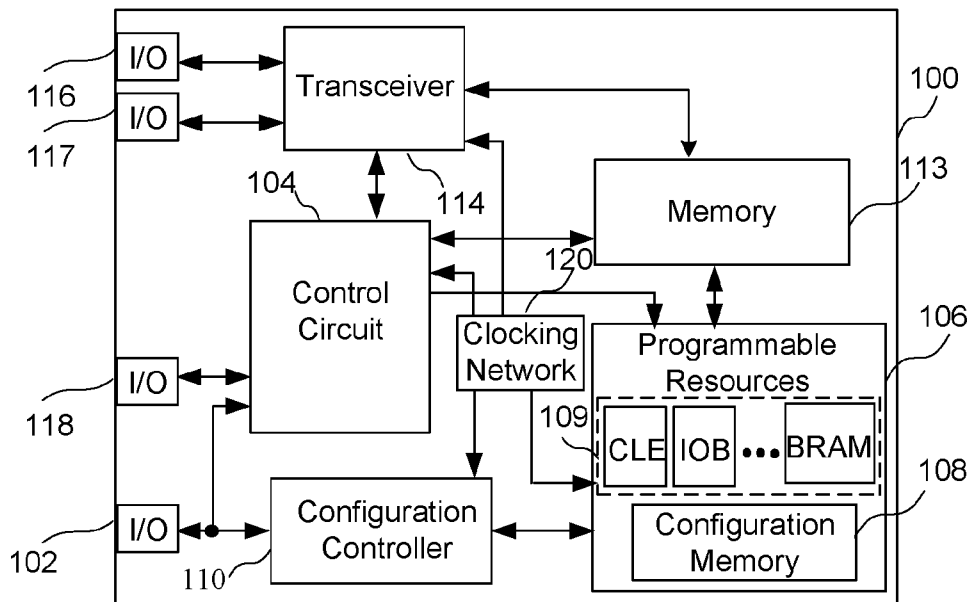 I/O
116
Transceiver
I/O
117
100
104
114
113
Memory
120
Control
Circuit
Clocking
Network
106
Programmable
Resources
I/O
118
109
CLE
IOB
BRAM
108
I/O
102
Configuration
Controller
110
Configuration
Memory